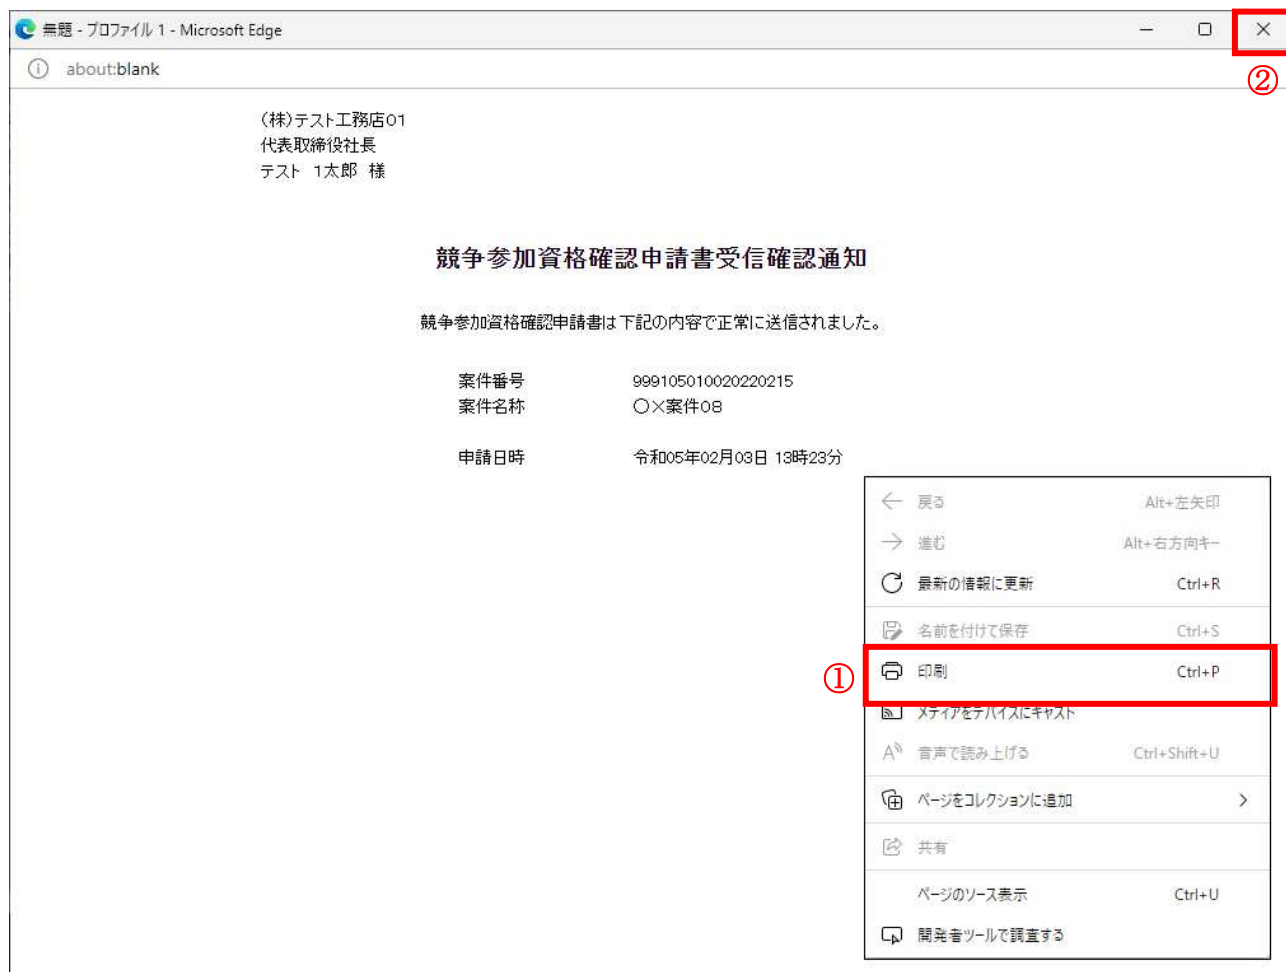 無題 - プロファイル 1 - Microsoft Edge
②
about:blank
(株)テスト工務店01
代表取締役社長
テスト 1太郎 様
競争参加資格確認申請書受信確認通知
競争参加資格確認申請書は下記の内容で正常に送信されました。
案件番号 999105010020220215
案件名称 〇×案件08
申請日時 令和05年02月03日 13時23分
戻る Alt+左矢印
進む Alt+右方向キー
最新の情報に更新 Ctrl+R
名前を付けて保存 Ctrl+S
① 印刷 Ctrl+P
メディアをデバイスにキャスト
音声で読み上げる Ctrl+Shift+U
ページをコレクションに追加
共有
ページのソース表示 Ctrl+U
開発者ツールで調査する